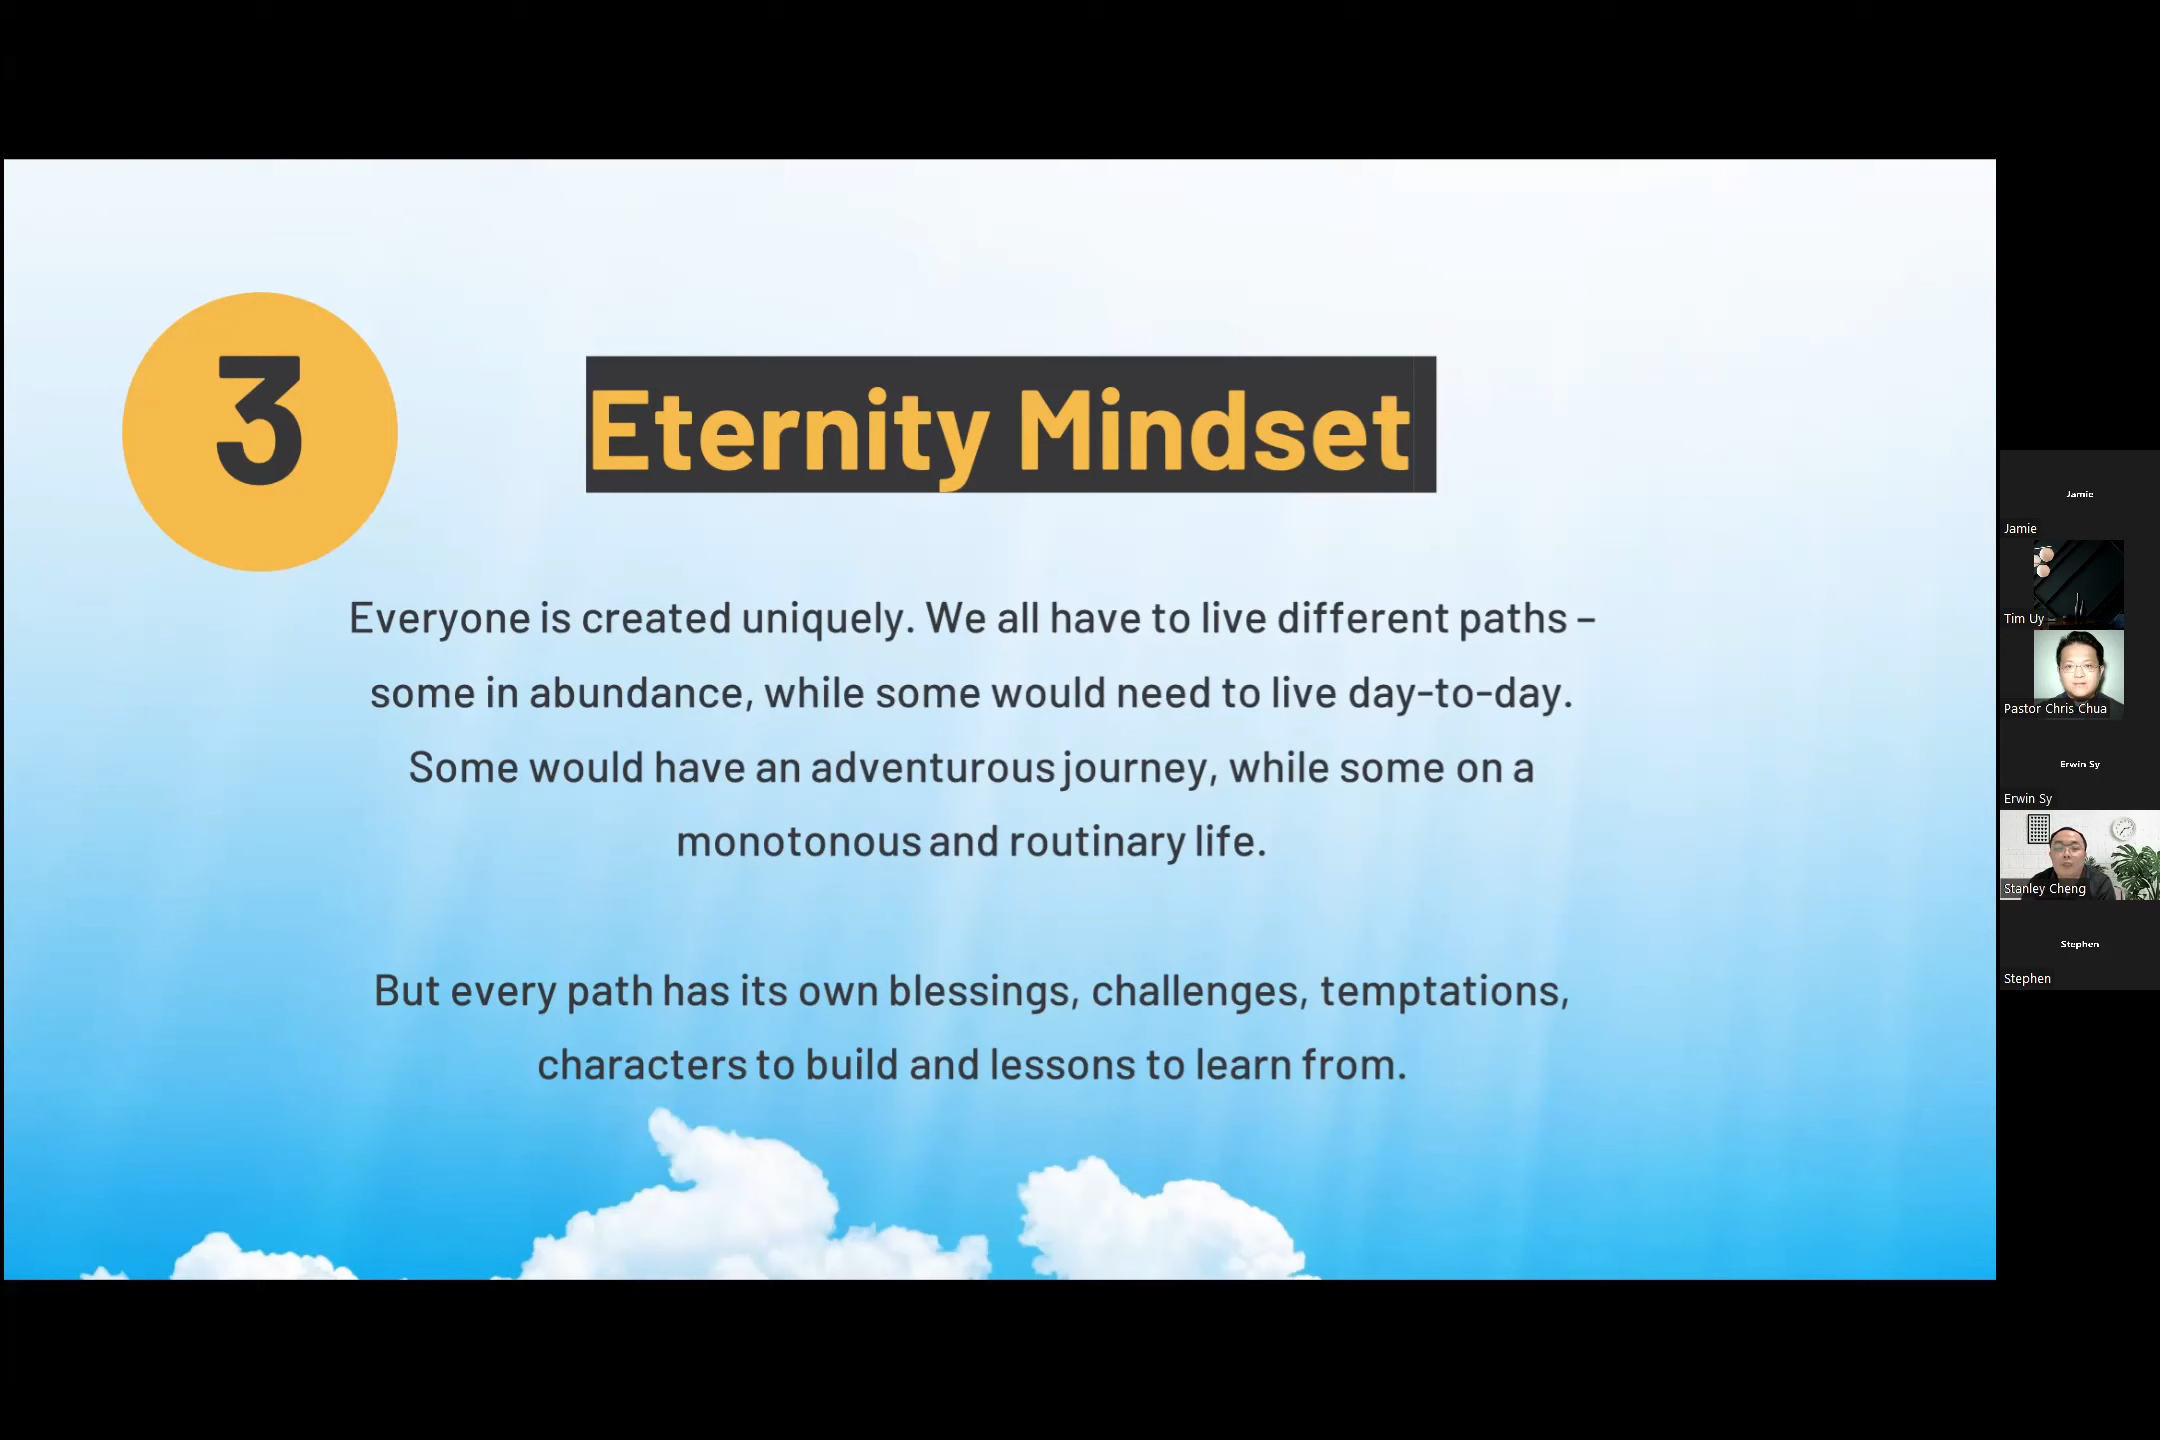 3
Eternity Mindset
Everyone is created uniquely. We all have to live different paths –
some in abundance, while some would need to live day-to-day.
Some would have an adventurous journey, while some on a
monotonous and routinary life.
But every path has its own blessings, challenges, temptations,
characters to build and lessons to learn from.
Jamie
Jamie
Tim Uy
Pastor Chris Chua
Erwin Sy
Erwin Sy
Stanley Cheng
Stephen
Stephen